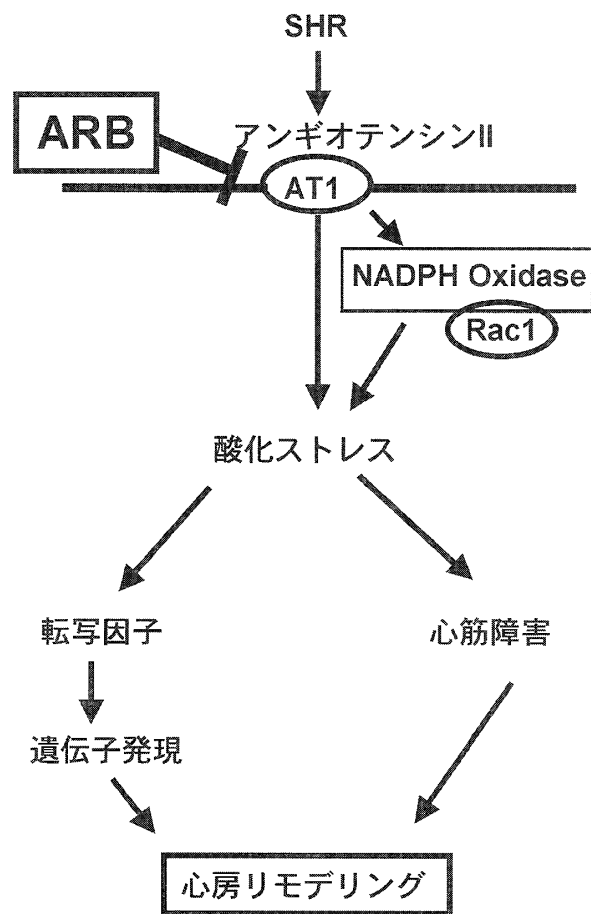 SHR
ARB
アンギオテンシンII
AT1
NADPH Oxidase
Rac1
酸化ストレス
転写因子
心筋障害
遺伝子発現
心房リモデリング